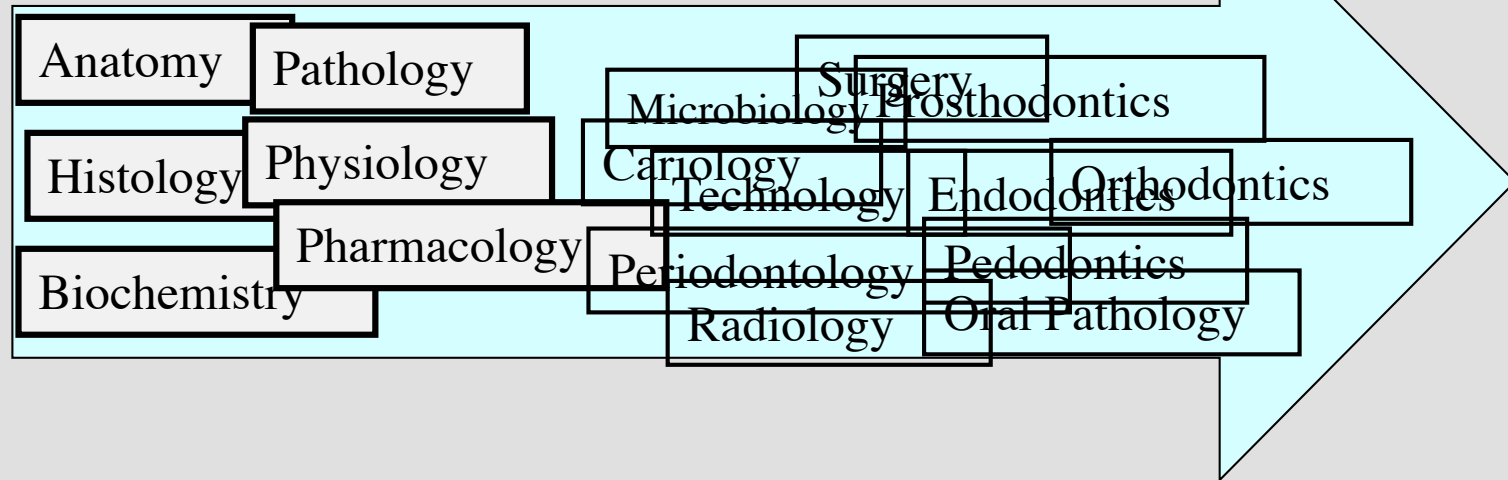 Anatomy
Pathology
Histology
Physiology
Biochemistry
Pharmacology
Surgery
Microbiology
Prosthodontics
Cariology
Technology
Endodontics
Orthodontics
Periodontology
Pedodontics
Radiology
Oral Pathology